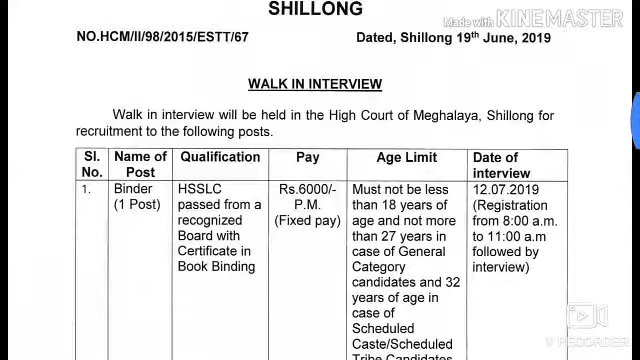 SHILLONG
Made with KINEMASTER
NO.HCM/II/98/2015/ESTT/67
Dated, Shillong 19th June, 2019
WALK IN INTERVIEW
Walk in interview will be held in the High Court of Meghalaya, Shillong for
recruitment to the following posts.
Sl. No.
Name of Post
Qualification
Pay
Age Limit
Date of interview
1.
Binder
(1 Post)
HSSLC
passed from a
recognized
Board with
Certificate in
Book Binding
Rs.6000/-
P.M.
(Fixed pay)
Must not be less
than 18 years of
age and not more
than 27 years in
case of General
Category
candidates and 32
years of age in
case of
Scheduled
Caste/Scheduled
Tribe Candidates
12.07.2019
(Registration
from 8:00 a.m.
to 11:00 a.m
followed by
interview)
V RECORDER